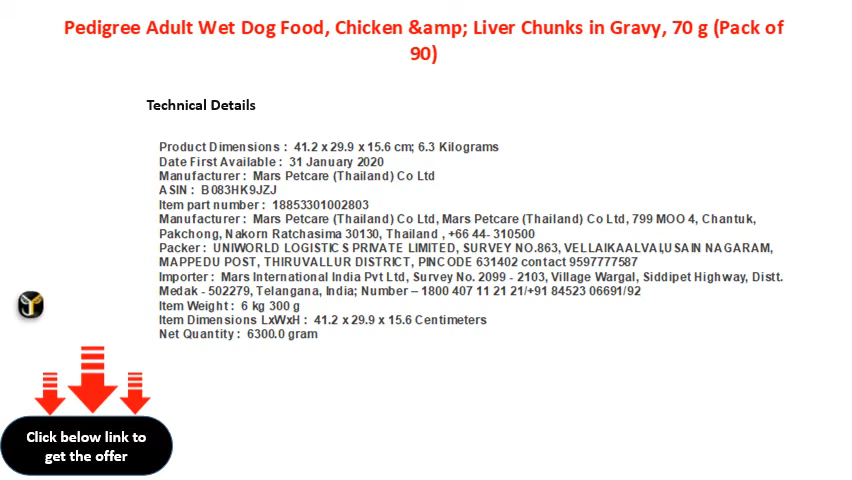 Pedigree Adult Wet Dog Food, Chicken &amp; Liver Chunks in Gravy, 70 g (Pack of
90)
Technical Details
Product Dimensions : 41.2 x 29.9 x 15.6 cm; 6.3 Kilograms
Date First Available : 31 January 2020
Manufacturer : Mars Petcare (Thailand) Co Ltd
ASIN : B083HK9JZJ
Item part number : 18853301002803
Manufacturer : Mars Petcare (Thailand) Co Ltd, Mars Petcare (Thailand) Co Ltd, 799 MOO 4, Chantuk,
Pakchong, Nakorn Ratchasima 30130, Thailand , +66 44- 310500
Packer : UNIWORLD LOGISTICS PRIVATE LIMITED, SURVEY NO.863, VELLAIKAALVAI,USAIN NAGARAM,
MAPPEDU POST, THIRUVALLUR DISTRICT, PINCODE 631402 contact 9597777587
Importer : Mars International India Pvt Ltd, Survey No. 2099 - 2103, Village Wargal, Siddipet Highway, Distt.
Medak - 502279, Telangana, India; Number – 1800 407 11 21 21/+91 84523 06691/92
Item Weight : 6 kg 300 g
Item Dimensions LxWxH : 41.2 x 29.9 x 15.6 Centimeters
Net Quantity : 6300.0 gram
Click below link to
get the offer